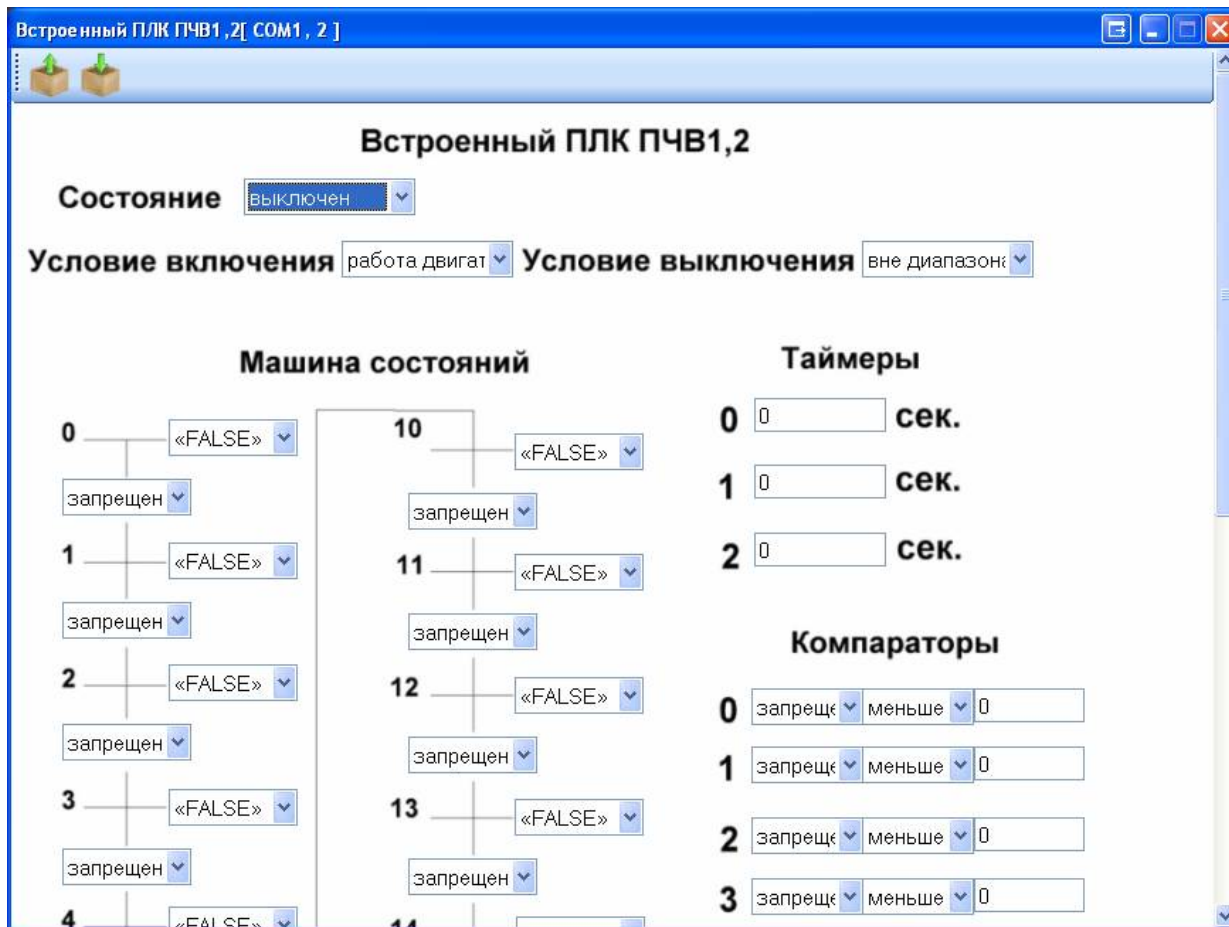 Встроенный ПЛК ПЧВ1,2[ COM1, 2 ]
Встроенный ПЛК ПЧВ1,2
Состояние выключен
Условие включения работа двигат Условие выключения вне диапазона
Машина состояний
0 «FALSE»
запрещен
1 «FALSE»
запрещен
2 «FALSE»
запрещен
3 «FALSE»
запрещен
4 «FALSE»
10 «FALSE»
запрещен
11 «FALSE»
запрещен
12 «FALSE»
запрещен
13 «FALSE»
запрещен
14
Таймеры
0 0 сек.
1 0 сек.
2 0 сек.
Компараторы
0 запреще меньше 0
1 запреще меньше 0
2 запреще меньше 0
3 запреще меньше 0